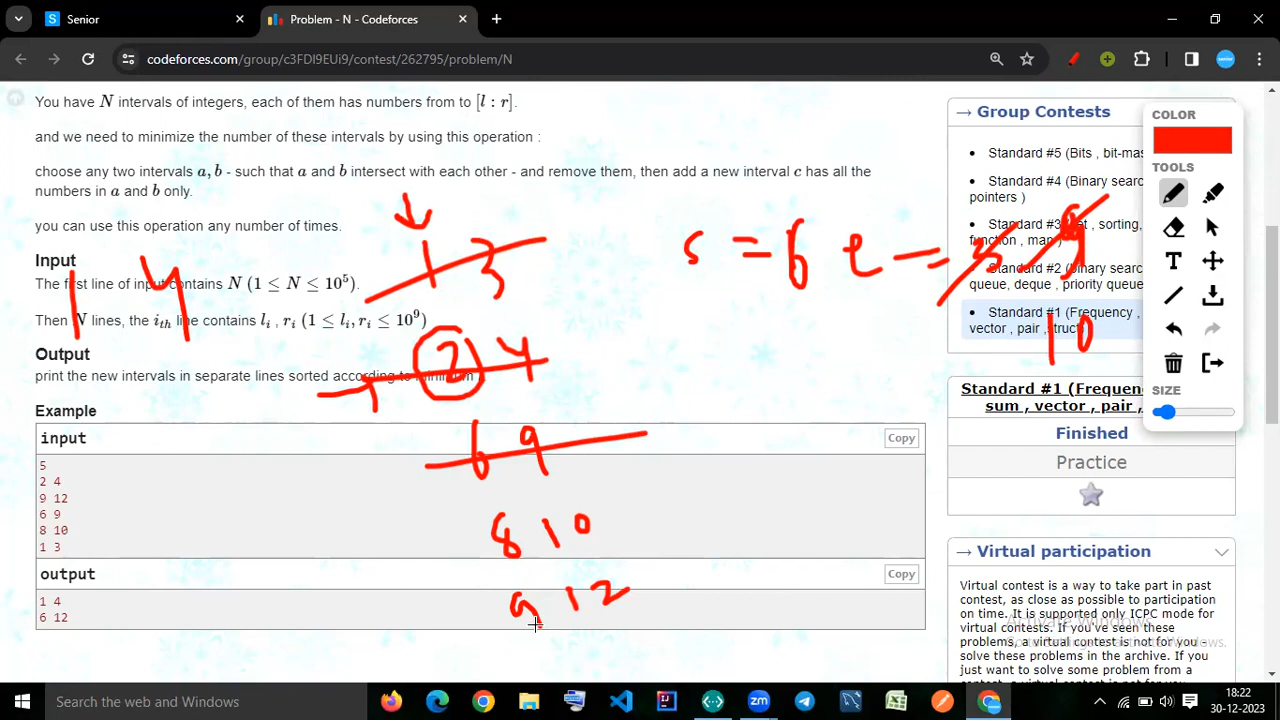 Senior
Problem - N - Codeforces
codeforces.com/group/c3FDl9EUi9/contest/262795/problem/N
You have N intervals of integers, each of them has numbers from to [l : r].
and we need to minimize the number of these intervals by using this operation :
choose any two intervals a, b - such that a and b intersect with each other - and remove them, then add a new interval c has all the
numbers in a and b only.
you can use this operation any number of times.
Input
The first line of input contains N (1 ≤ N ≤ 10^5).
Then N lines, the i_th line contains l_i , r_i (1 ≤ l_i, r_i ≤ 10^9)
Output
print the new intervals in separate lines sorted according to minimum
Example
input
Copy
5
2 4
9 12
6 9
8 10
1 3
output
Copy
1 4
6 12
1 4
1 3
2 4
6 9
8 10
9 12
s = 6 e =
10
→ Group Contests
Standard #5 (Bits , bit-mas
Standard #4 (Binary searc
pointers )
Standard #3
et , sorting,
function , map )
Standard #2 (binary searc
queue, deque , priority queue
Standard #1 (Frequency ,
vector , pair ,struct)
Standard #1 (Frequen
sum , vector , pair ,
Finished
Practice
→ Virtual participation
Virtual contest is a way to take part in past
contest, as close as possible to participation
on time. It is supported only ICPC mode for
virtual contests. If you've seen these
problems, a virtual contest is not for you -
solve these problems in the archive. If you
just want to solve some problem from a
COLOR
TOOLS
SIZE
Activate Windows
Search the web and Windows
18:22
30-12-2023